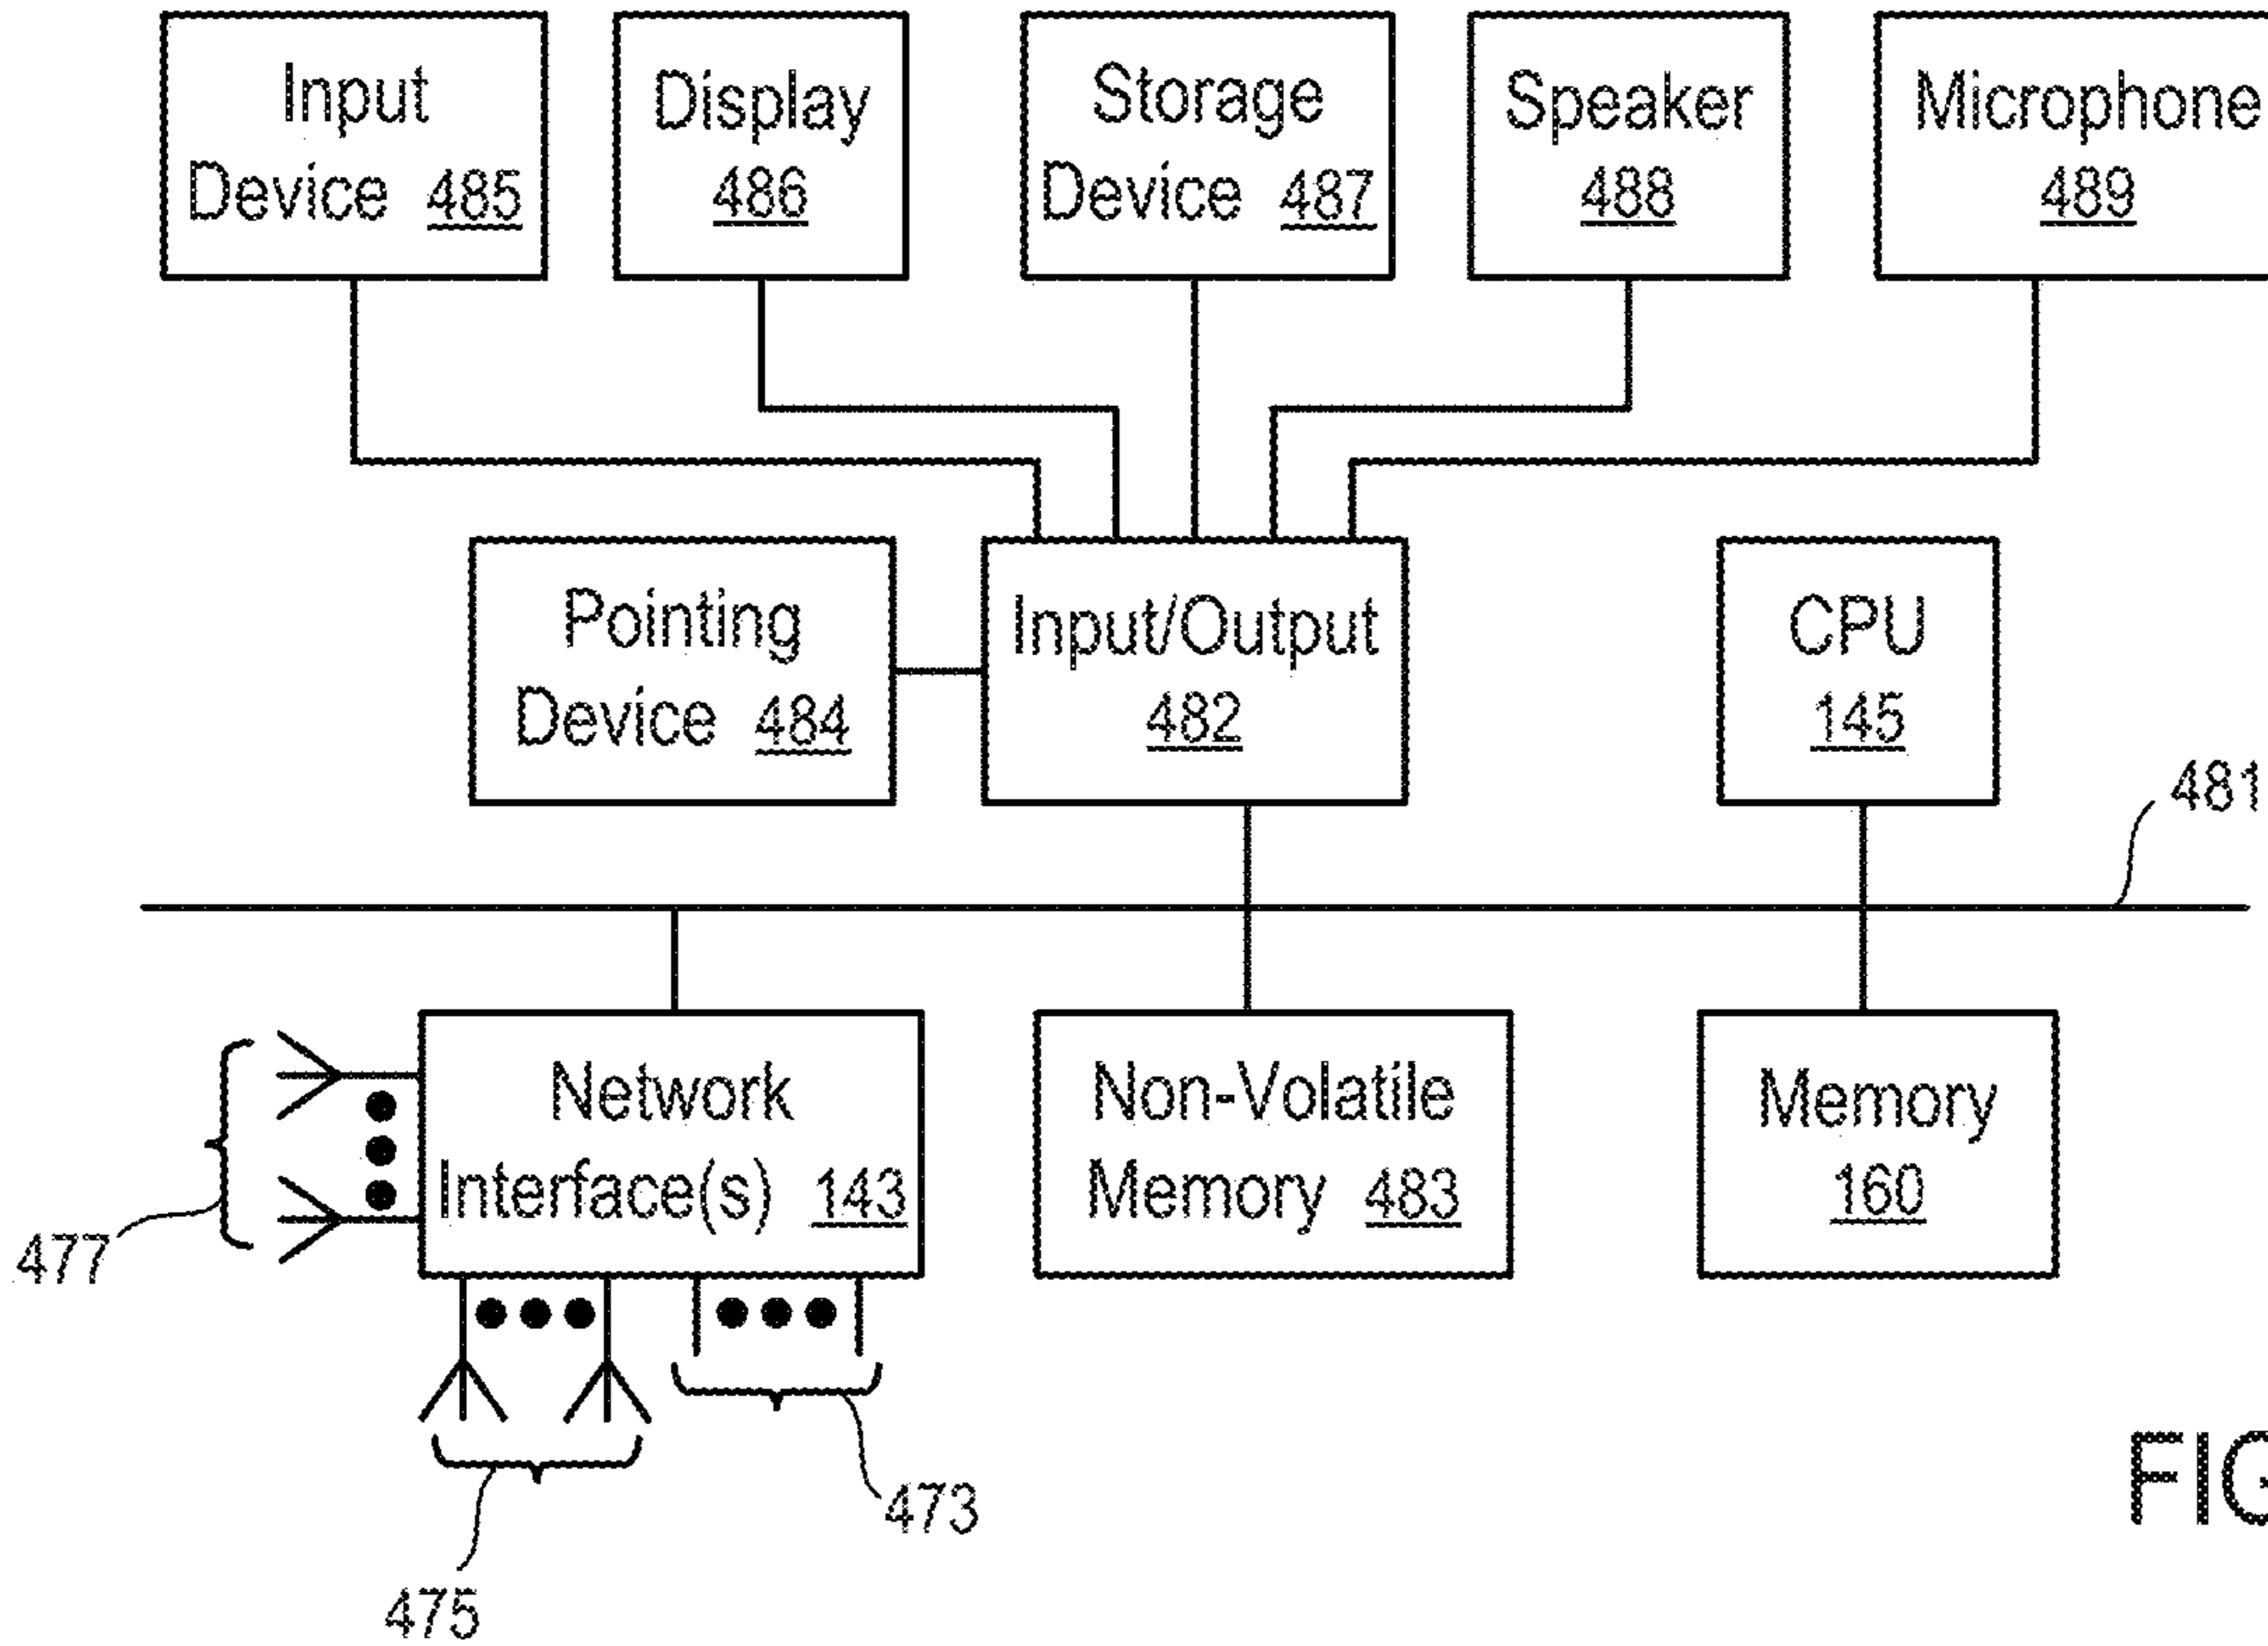 Input
Device 485
Display
486
Storage
Device 487
Speaker
488
Microphone
489
Pointing
Device 484
Input/Output
482
CPU
145
481
Network
Interface(s) 143
Non-Volatile
Memory 483
Memory
160
477
473
475
FIG